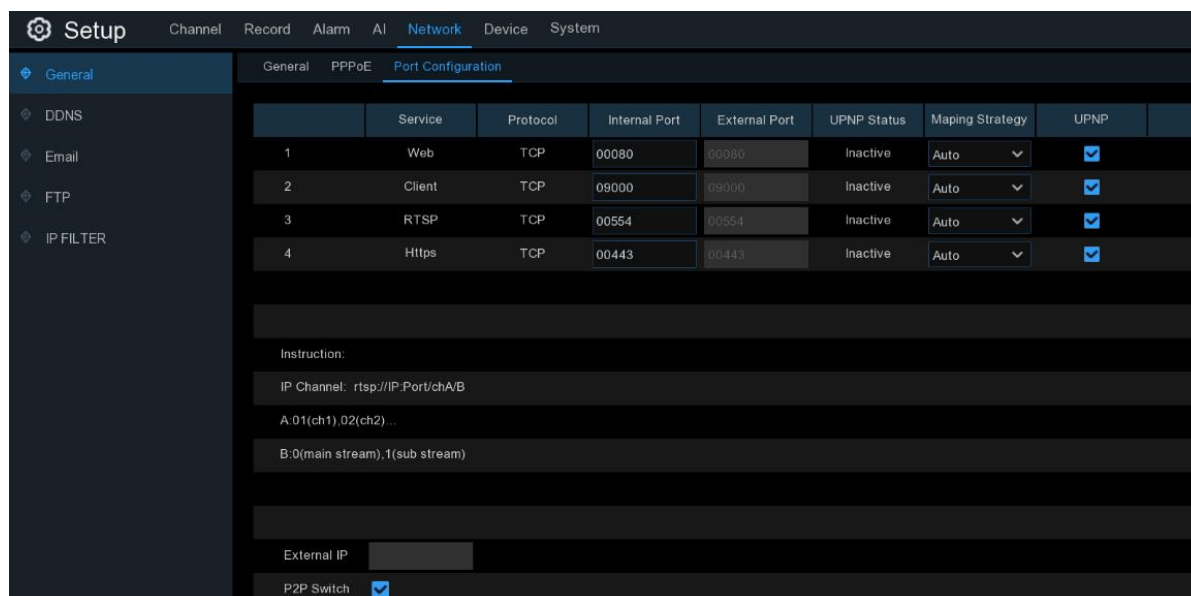 Setup Channel Record Alarm AI Network Device System
General General PPPoE Port Configuration
DDNS
Email
FTP
IP FILTER
Service Protocol Internal Port External Port UPNP Status Maping Strategy UPNP
1 Web TCP 00080 00080 Inactive Auto
2 Client TCP 09000 09000 Inactive Auto
3 RTSP TCP 00554 00554 Inactive Auto
4 Https TCP 00443 00443 Inactive Auto
Instruction:
IP Channel: rtsp://IP:Port/chA/B
A:01(ch1),02(ch2)...
B:0(main stream),1(sub stream)
External IP
P2P Switch